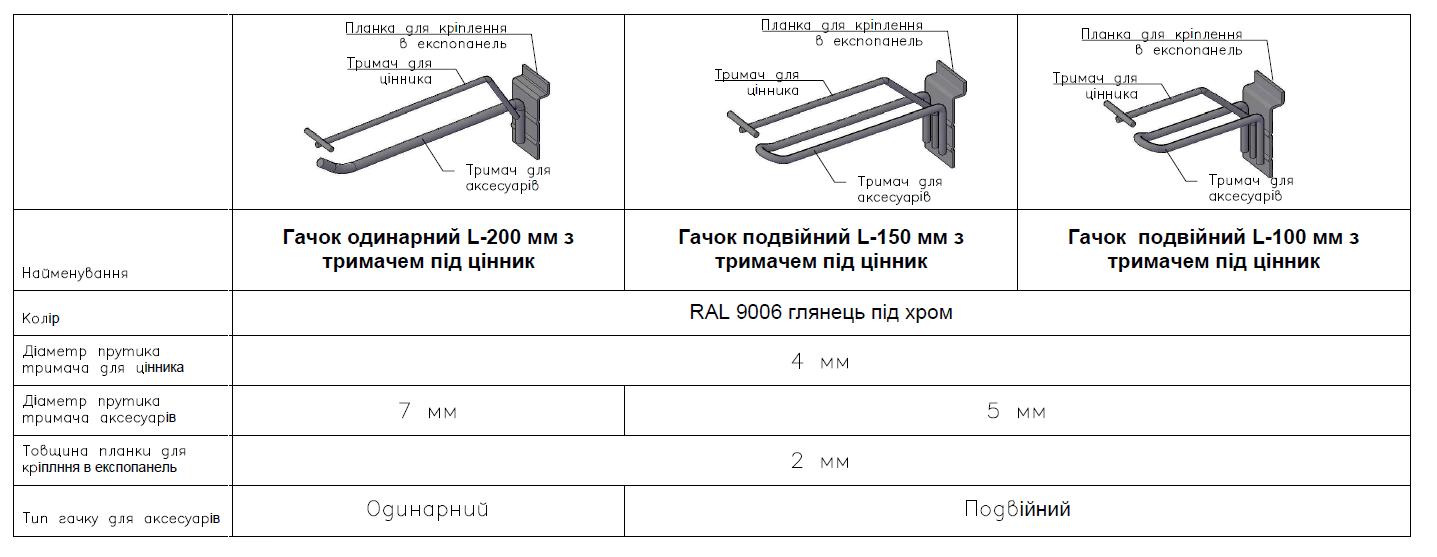 Планка для кріплення
в експопанель
Тримач для
цінника
Тримач для
аксесуарів
Планка для кріплення
в експопанель
Тримач для
цінника
Тримач для
аксесуарів
Планка для кріплення
в експопанель
Тримач для
цінника
Тримач для
аксесуарів
Найменування
Гачок одинарний L-200 мм з
тримачем під цінник
Гачок подвійний L-150 мм з
тримачем під цінник
Гачок подвійний L-100 мм з
тримачем під цінник
Колір
RAL 9006 глянець під хром
Діаметр прутика
тримача для цінника
4 мм
Діаметр прутика
тримача аксесуарів
7 мм
5 мм
Товщина планки для
кріплння в експопанель
2 мм
Тип гачку для аксесуарів
Одинарний
Подвійний